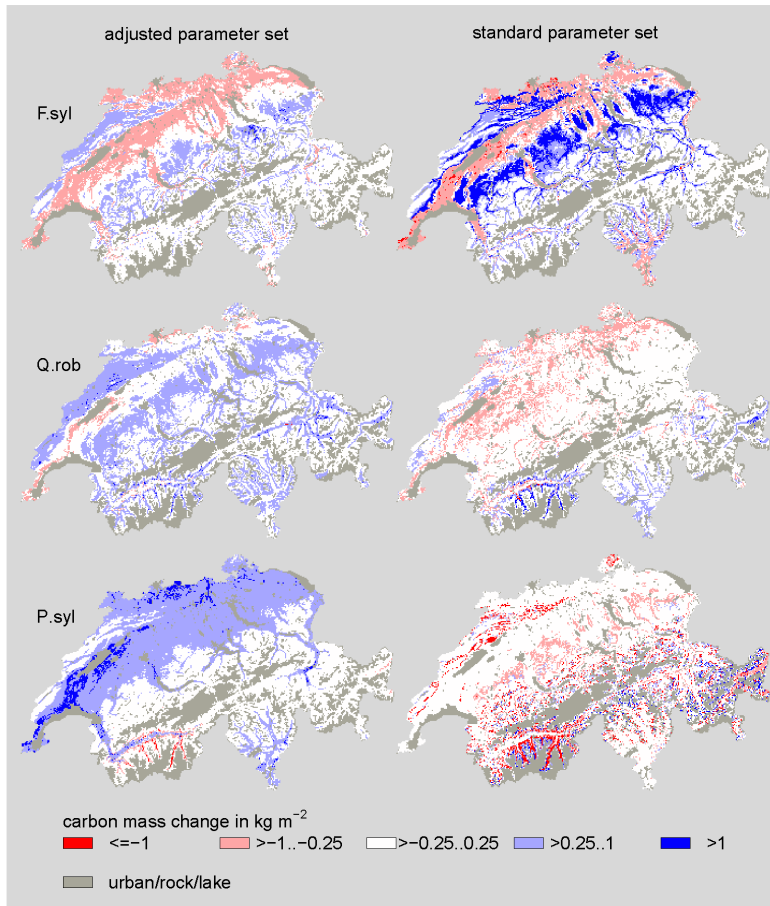 adjusted parameter set
standard parameter set
F.syl
Q.rob
P.syl
carbon mass change in kg m⁻²
<=−1
>−1..−0.25
>−0.25..0.25
>0.25..1
>1
urban/rock/lake